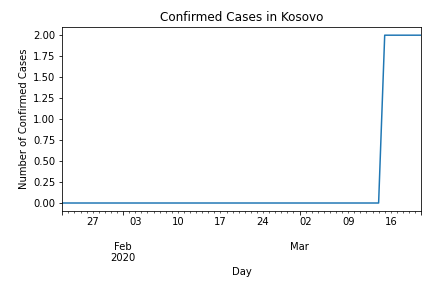 Confirmed Cases in Kosovo
Number of Confirmed Cases
2.00
1.75
1.50
1.25
1.00
0.75
0.50
0.25
0.00
27 03 10 17 24 02 09 16
Feb Mar
2020
Day